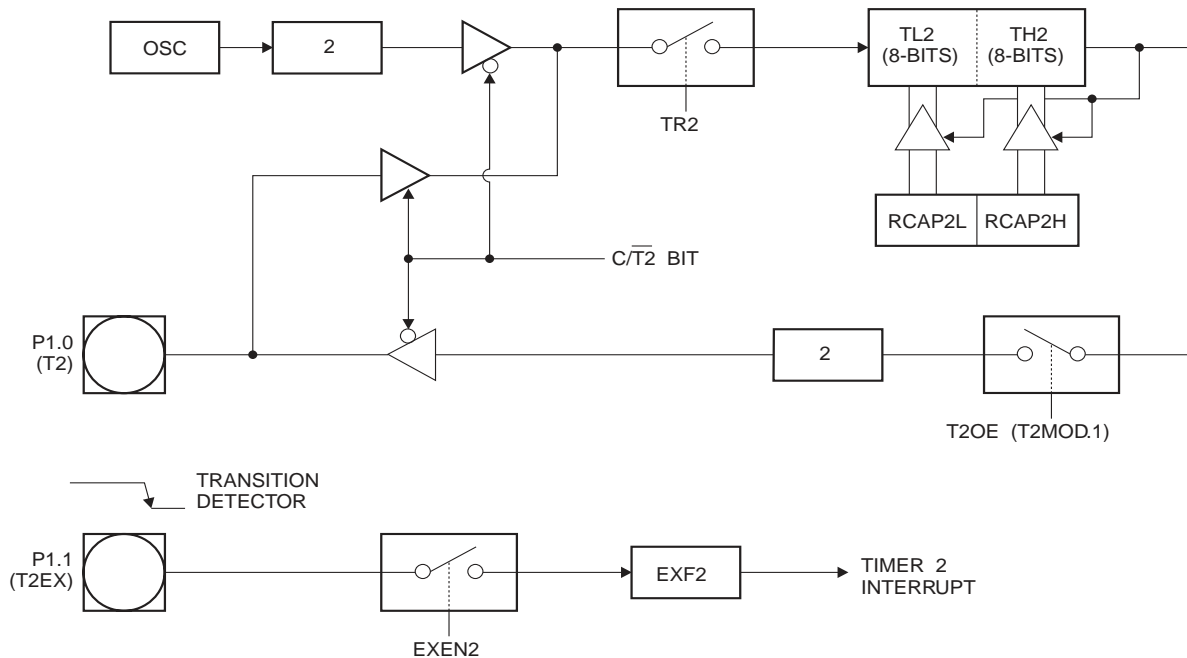 OSC
2
TL2
(8-BITS)
TH2
(8-BITS)
TR2
RCAP2L
RCAP2H
C/T2̅ BIT
P1.0
(T2)
2
T2OE (T2MOD.1)
TRANSITION
DETECTOR
P1.1
(T2EX)
EXF2
TIMER 2
INTERRUPT
EXEN2